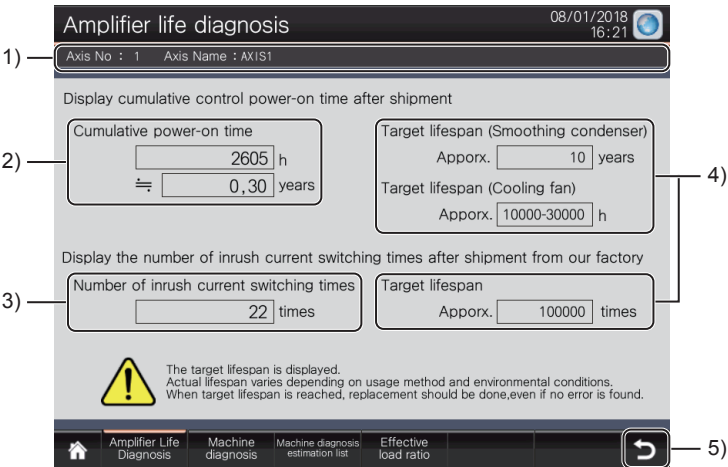 Amplifier life diagnosis
08/01/2018
16:21
1)
Axis No : 1 Axis Name : AXIS1
Display cumulative control power-on time after shipment
2)
Cumulative power-on time
2605 h
≒ 0,30 years
Target lifespan (Smoothing condenser)
Apporx. 10 years
Target lifespan (Cooling fan)
Apporx. 10000-30000 h
4)
Display the number of inrush current switching times after shipment from our factory
3)
Number of inrush current switching times
22 times
Target lifespan
Apporx. 100000 times
The target lifespan is displayed.
Actual lifespan varies depending on usage method and environmental conditions.
When target lifespan is reached, replacement should be done,even if no error is found.
Amplifier Life
Diagnosis
Machine
diagnosis
Machine diagnosis
estimation list
Effective
load ratio
5)